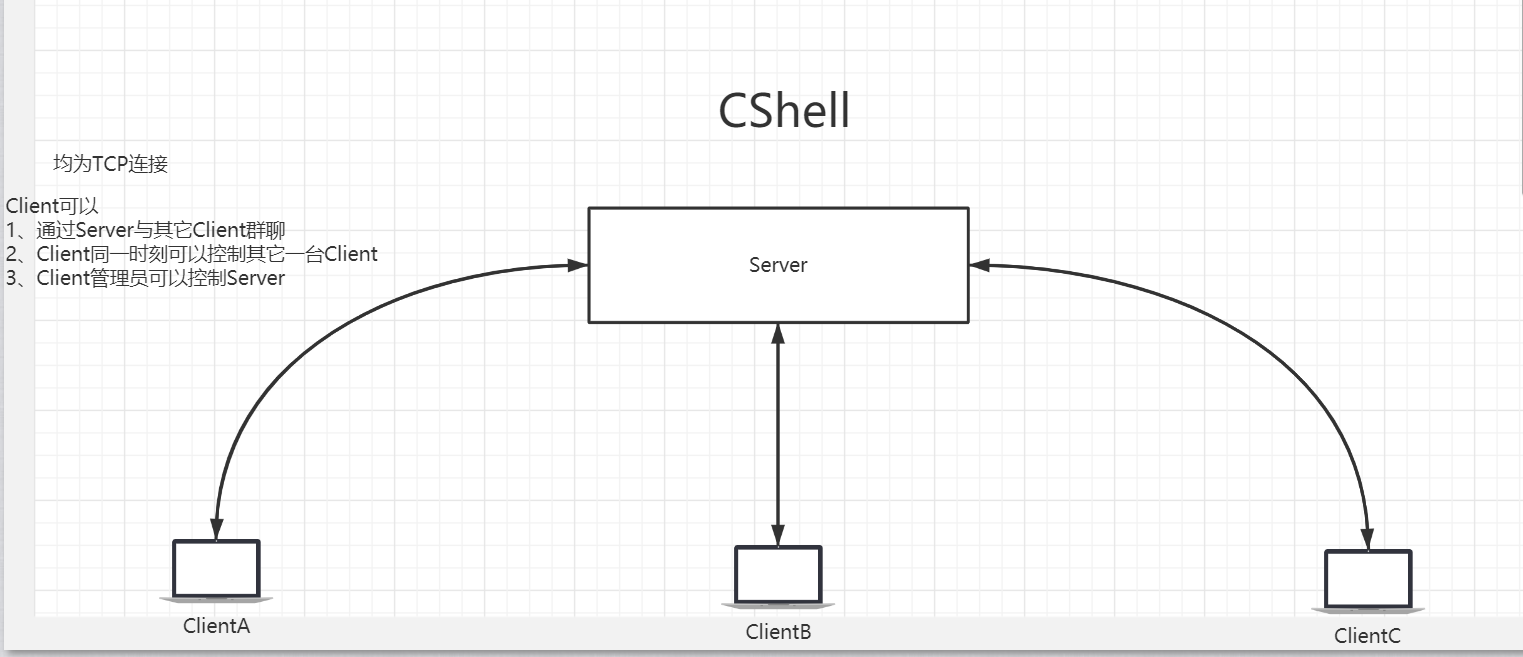 CShell
均为TCP连接
Client可以
1、通过Server与其它Client群聊
2、Client同一时刻可以控制其它一台Client
3、Client管理员可以控制Server
Server
ClientA
ClientB
ClientC